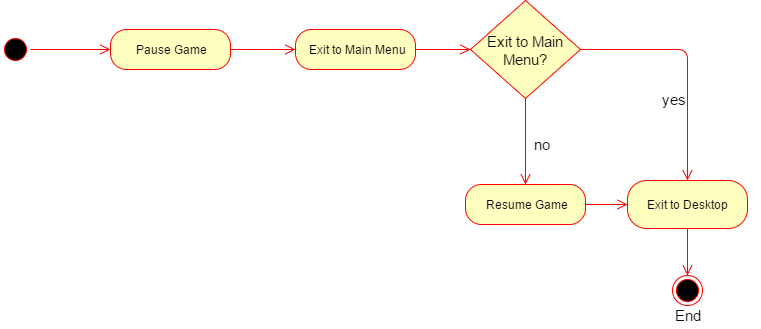 Pause Game
Exit to Main Menu
Exit to Main
Menu?
yes
no
Resume Game
Exit to Desktop
End